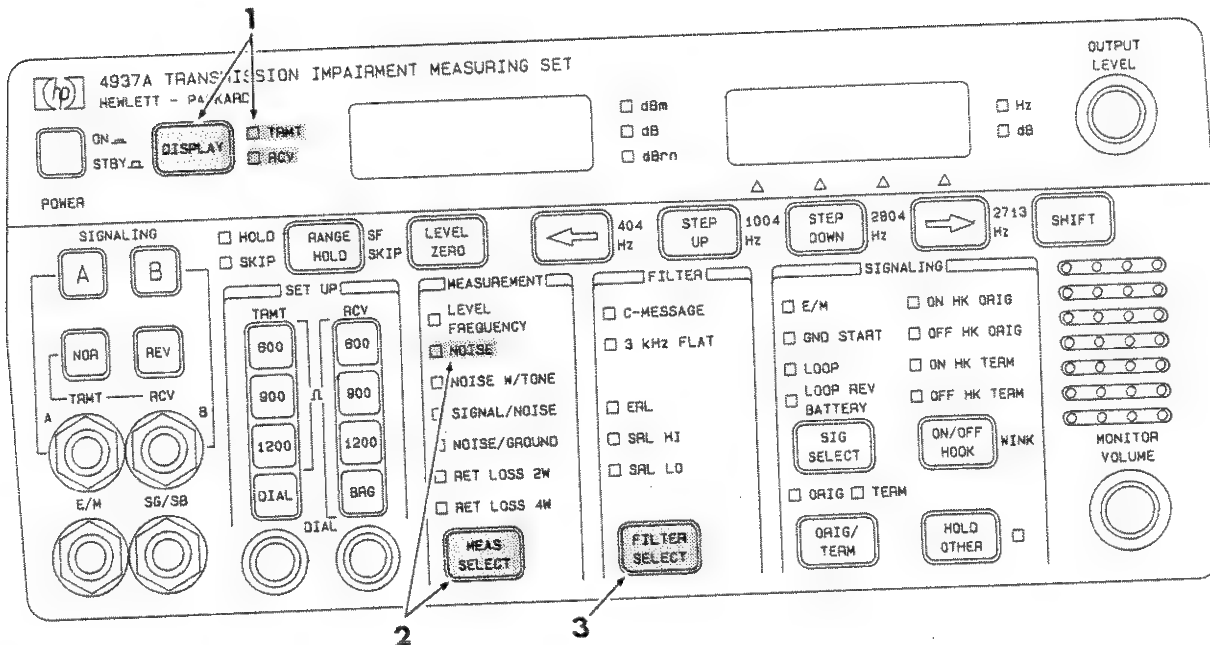 1
hp 4937A TRANSMISSION IMPAIRMENT MEASURING SET
HEWLETT - PACKARD
OUTPUT LEVEL
ON
STBY
DISPLAY
TRMT
RCV
dBm
dB
dBrn
Hz
dB
POWER
SIGNALING
A
B
HOLD
SKIP
RANGE HOLD
SF SKIP
LEVEL ZERO
404 Hz
STEP UP
1004 Hz
STEP DOWN
2804 Hz
2713 Hz
SHIFT
NOR
REV
TRMT
RCV
A
B
E/M
SG/SB
SET UP
TRMT
RCV
600
600
900
900
1200
1200
DIAL
BRG
DIAL
MEASUREMENT
LEVEL
FREQUENCY
NOISE
NOISE W/TONE
SIGNAL/NOISE
NOISE/GROUND
RET LOSS 2W
RET LOSS 4W
MEAS SELECT
FILTER
C-MESSAGE
3 kHz FLAT
ERL
SRL HI
SRL LO
FILTER SELECT
SIGNALING
E/M
ON HK ORIG
GND START
OFF HK ORIG
LOOP
ON HK TERM
LOOP REV
BATTERY
OFF HK TERM
SIG SELECT
ON/OFF HOOK
WINK
ORIG
TERM
ORIG/ TERM
HOLD OTHER
MONITOR
VOLUME
2
3